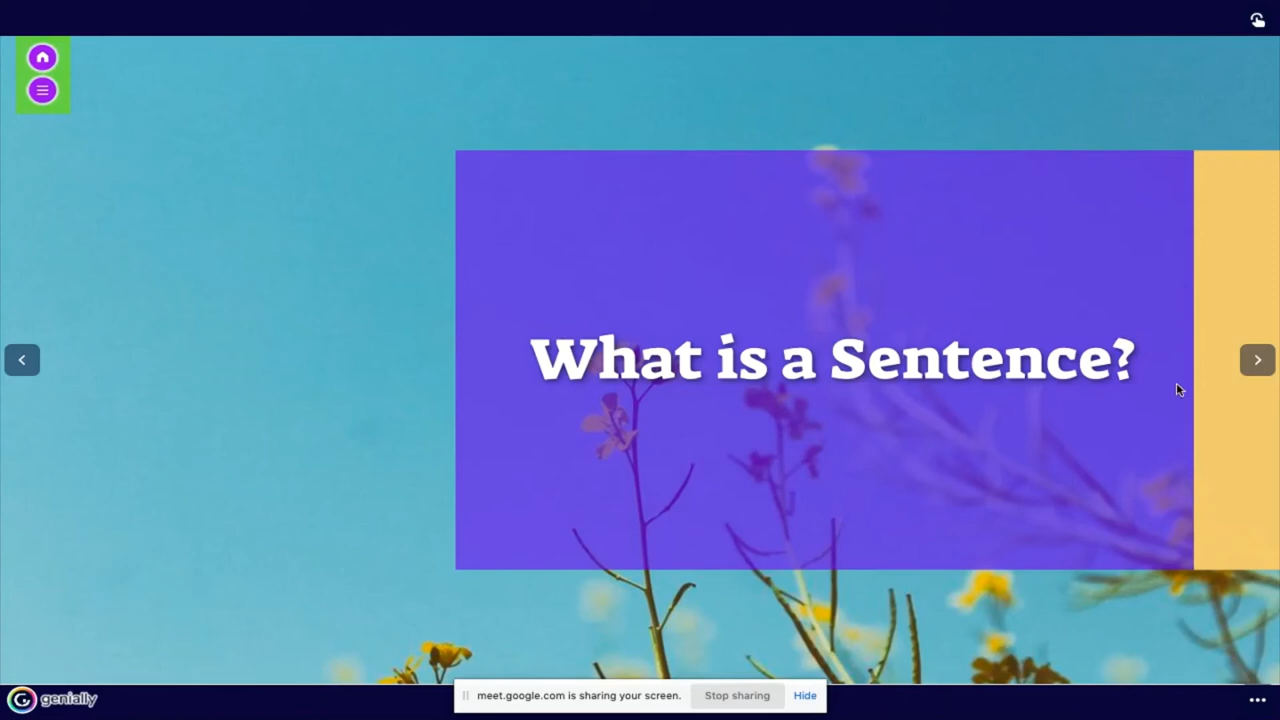 What is a Sentence?
genially
meet.google.com is sharing your screen. Stop sharing Hide